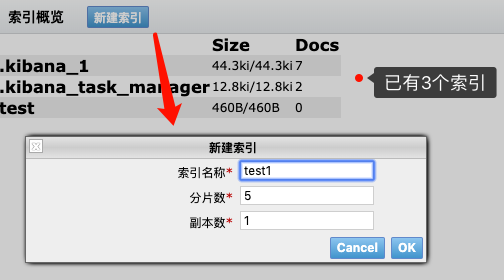 索引概览 新建索引
Size Docs
.kibana_1 44.3ki/44.3ki 7
.kibana_task_manager 12.8ki/12.8ki 2
test 460B/460B 0
已有3个索引
新建索引
索引名称* test1
分片数* 5
副本数* 1
Cancel OK